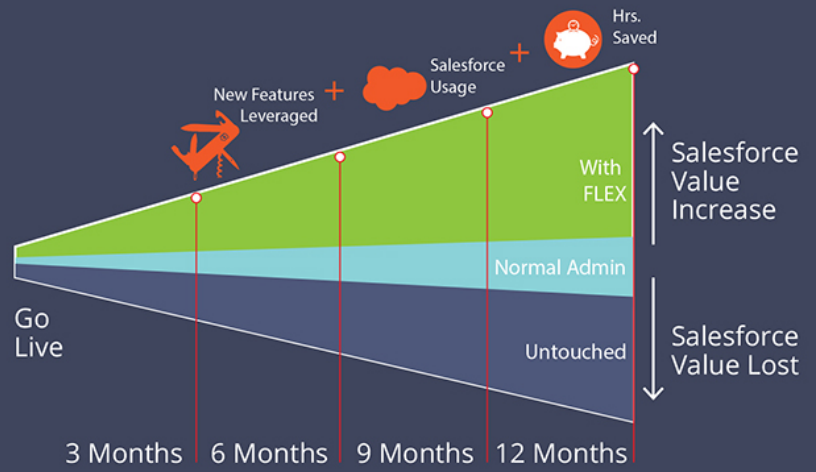 Hrs.
Saved
Salesforce
Usage
New Features
Leveraged
With
FLEX
Salesforce
Value
Increase
Normal Admin
Go
Live
Untouched
Salesforce
Value Lost
3 Months
6 Months
9 Months
12 Months